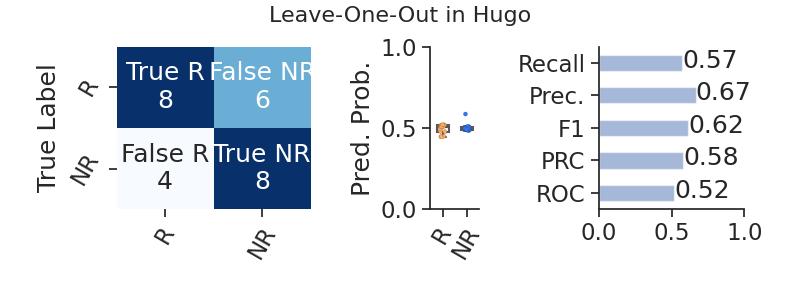 Leave-One-Out in Hugo
True Label
R
NR
True R
8
False NR
6
False R
4
True NR
8
R
NR
Pred. Prob.
1.0
0.5
0.0
R
NR
Recall
0.57
Prec.
0.67
F1
0.62
PRC
0.58
ROC
0.52
0.0
0.5
1.0